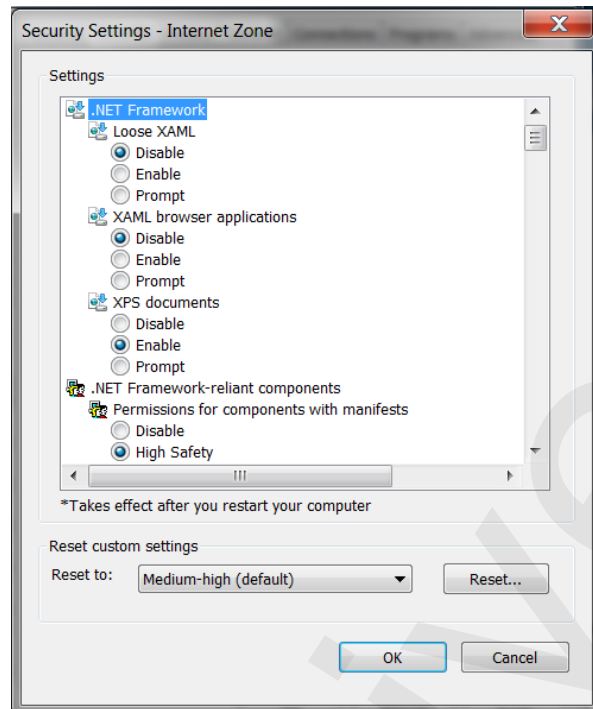 Security Settings - Internet Zone
Settings
.NET Framework
Loose XAML
Disable
Enable
Prompt
XAML browser applications
Disable
Enable
Prompt
XPS documents
Disable
Enable
Prompt
.NET Framework-reliant components
Permissions for components with manifests
Disable
High Safety
*Takes effect after you restart your computer
Reset custom settings
Reset to: Medium-high (default) Reset...
OK Cancel